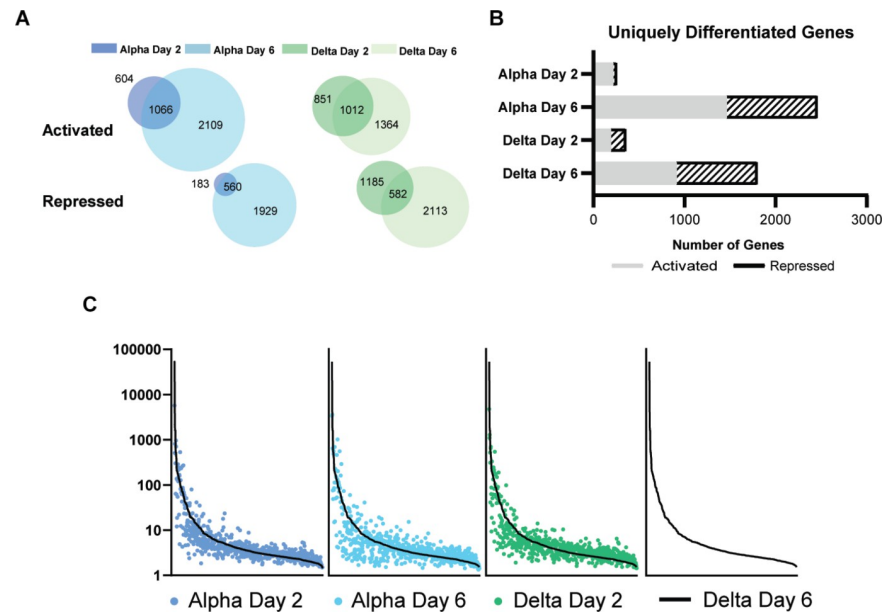 A
Alpha Day 2 Alpha Day 6 Delta Day 2 Delta Day 6
Activated
604 1066 2109
851 1012 1364
Repressed
183 560 1929
1185 582 2113
B
Uniquely Differentiated Genes
Alpha Day 2
Alpha Day 6
Delta Day 2
Delta Day 6
0 1000 2000 3000
Number of Genes
Activated Repressed
C
100000
10000
1000
100
10
1
Alpha Day 2 Alpha Day 6 Delta Day 2 Delta Day 6